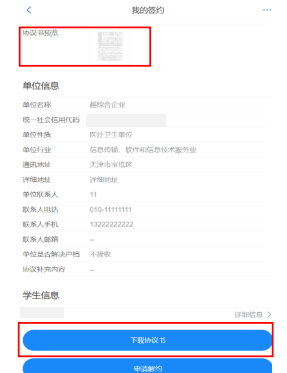 我的签约
协议书预览
单位信息
单位名称 越综合企业
统一社会信用代码
单位性质 医疗卫生单位
单位行业 信息传输、软件和信息技术服务业
通讯地址 天津市宝坻区
详细地址 详细地址
单位联系人 11
联系人电话 010-11111111
联系人手机 13222222222
联系人邮箱 --
单位是否解决户档 不接收
协议补充内容 --
学生信息
详细信息
下载协议书
申请解约